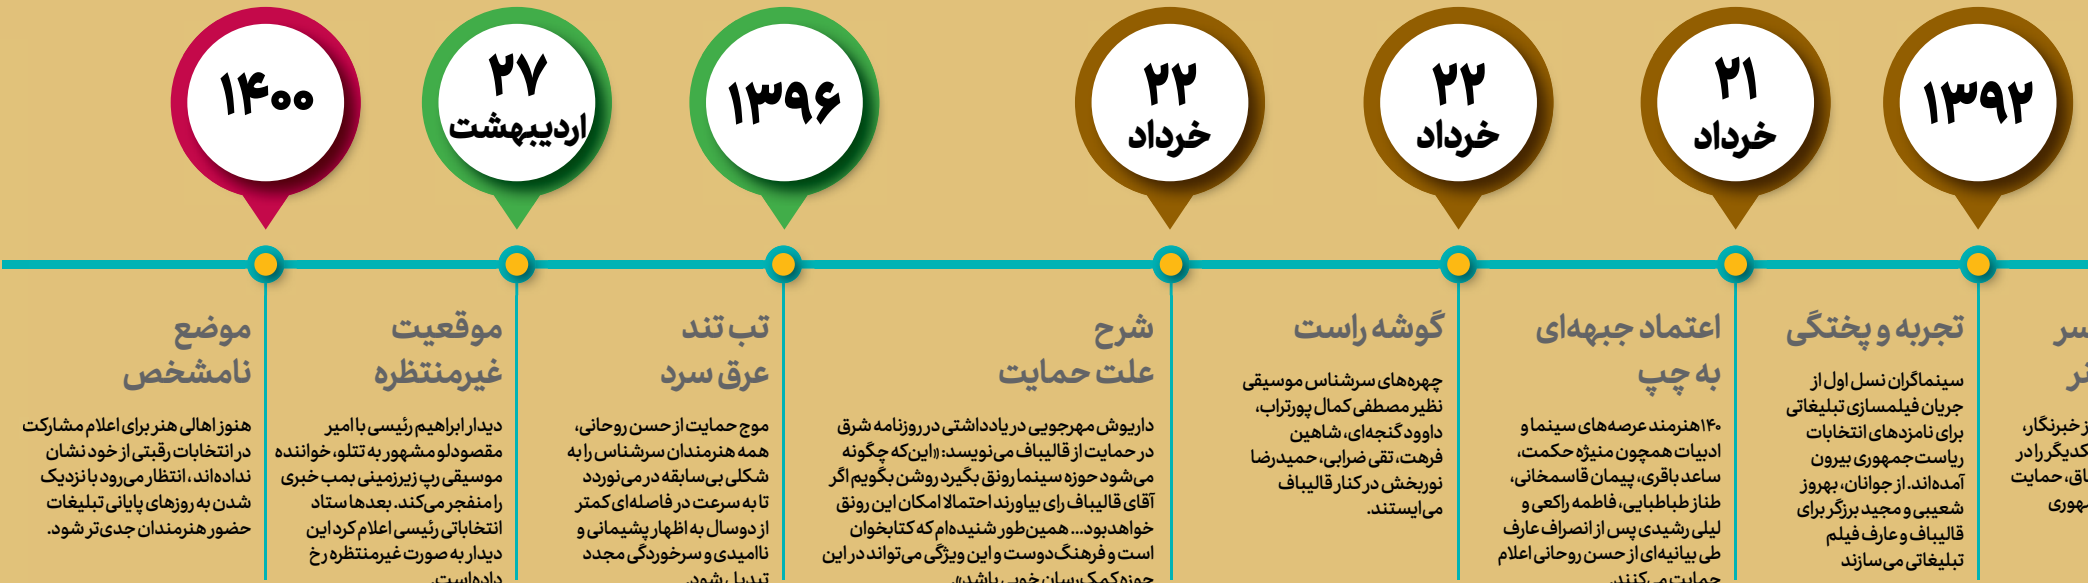 ۱۳۹۲
تجربه و پختگی
سینماگران نسل اول از
جریان فیلمسازی تبلیغاتی
برای نامزدهای انتخابات
ریاست‌جمهوری بیرون
آمده‌اند. از جوانان، بهروز
شعیبی و مجید برزگر برای
قالیباف و عارف فیلم
تبلیغاتی می‌سازند
۲۱
خرداد
اعتماد جبهه‌ای
به چپ
۱۴۰هنرمند عرصه‌های سینما و
ادبیات همچون منیژه حکمت،
ساعد باقری، پیمان قاسمخانی،
طناز طباطبایی، فاطمه راکعی و
لیلی رشیدی پس از انصراف عارف
طی بیانیه‌ای از حسن روحانی اعلام
حمایت می‌کنند.
۲۲
خرداد
گوشه راست
چهره‌های سرشناس موسیقی
نظیر مصطفی کمال پورتراب،
داوود گنجه‌ای، شاهین
فرهت، تقی ضرابی، حمیدرضا
نوربخش در کنار قالیباف
می‌ایستند.
۲۲
خرداد
شرح
علت حمایت
داریوش مهرجویی در یادداشتی در روزنامه شرق
در حمایت از قالیباف می‌نویسد: «این‌که چگونه
می‌شود حوزه سینما رونق بگیرد روشن بگویم اگر
آقای قالیباف رای بیاورند احتمالا امکان این رونق
خواهدبود... همین‌طور شنیده‌ام که کتابخوان
است و فرهنگ‌دوست و این ویژگی می‌تواند در این
حوزه کمک‌رسان خوبی باشد».
۱۳۹۶
تب تند
عرق سرد
موج حمایت از حسن روحانی،
همه هنرمندان سرشناس را به
شکلی بی‌سابقه در می‌نوردد
تا به سرعت در فاصله‌ای کمتر
از دوسال به اظهار پشیمانی و
ناامیدی و سرخوردگی مجدد
تبدیل شود.
۲۷
اردیبهشت
موقعیت
غیرمنتظره
دیدار ابراهیم رئیسی با امیر
مقصودلو مشهور به تتلو، خواننده
موسیقی رپ زیرزمینی بمب خبری
را منفجر می‌کند. بعدها ستاد
انتخاباتی رئیسی اعلام کرد این
دیدار به صورت غیرمنتظره رخ
داده‌است.
۱۴۰۰
موضع
نامشخص
هنوز اهالی هنر برای اعلام مشارکت
در انتخابات رقبتی از خود نشان
نداده‌اند، انتظار می‌رود با نزدیک
شدن به روزهای پایانی تبلیغات
حضور هنرمندان جدی‌تر شود.